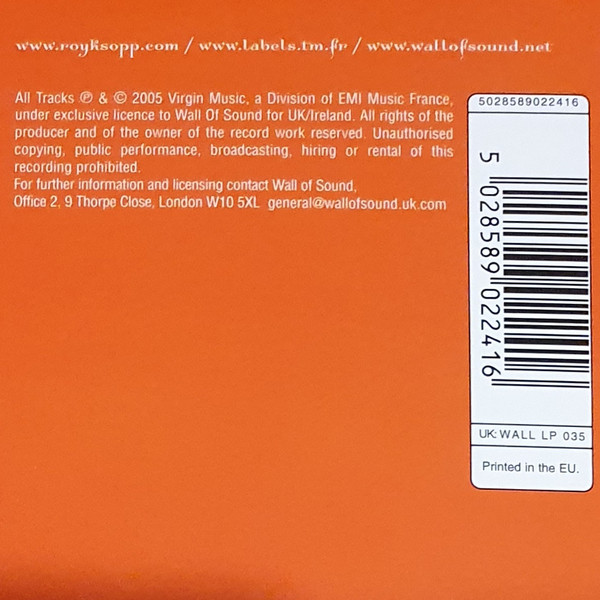 www.royksopp.com / www.labels.tm.fr / www.wallofsound.net
All Tracks ℗ & © 2005 Virgin Music, a Division of EMI Music France,
under exclusive licence to Wall Of Sound for UK/Ireland. All rights of the
producer and of the owner of the record work reserved. Unauthorised
copying, public performance, broadcasting, hiring or rental of this
recording prohibited.
For further information and licensing contact Wall of Sound,
Office 2, 9 Thorpe Close, London W10 5XL general@wallofsound.uk.com
5028589022416
5 028589 022416
UK: WALL LP 035
Printed in the EU.